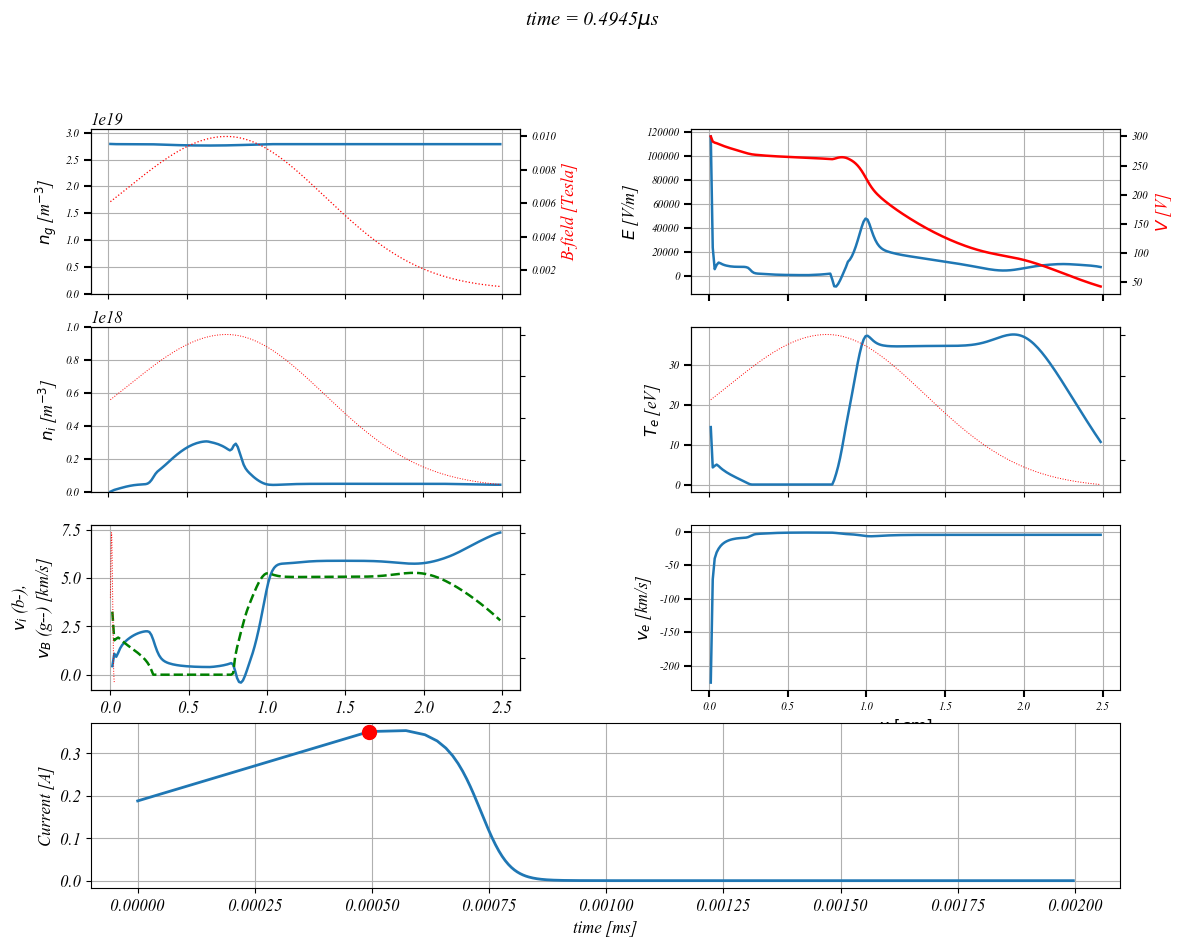 time = 0.4945μs
1e19
3.0
2.5
2.0
1.5
1.0
0.5
0.0
n_g [m^{-3}]
0.010
0.008
0.006
0.004
0.002
B-field [Tesla]
120000
100000
80000
60000
40000
20000
0
E [V/m]
300
250
200
150
100
50
V [V]
1e18
1.0
0.8
0.6
0.4
0.2
0.0
n_i [m^{-3}]
30
20
10
0
T_e [eV]
7.5
5.0
2.5
0.0
v_i (b-),
v_B (g--) [km/s]
0.0 0.5 1.0 1.5 2.0 2.5
0
-50
-100
-150
-200
v_e [km/s]
0.0 0.5 1.0 1.5 2.0 2.5
0.3
0.2
0.1
0.0
Current [A]
0.00000 0.00025 0.00050 0.00075 0.00100 0.00125 0.00150 0.00175 0.00200
time [ms]